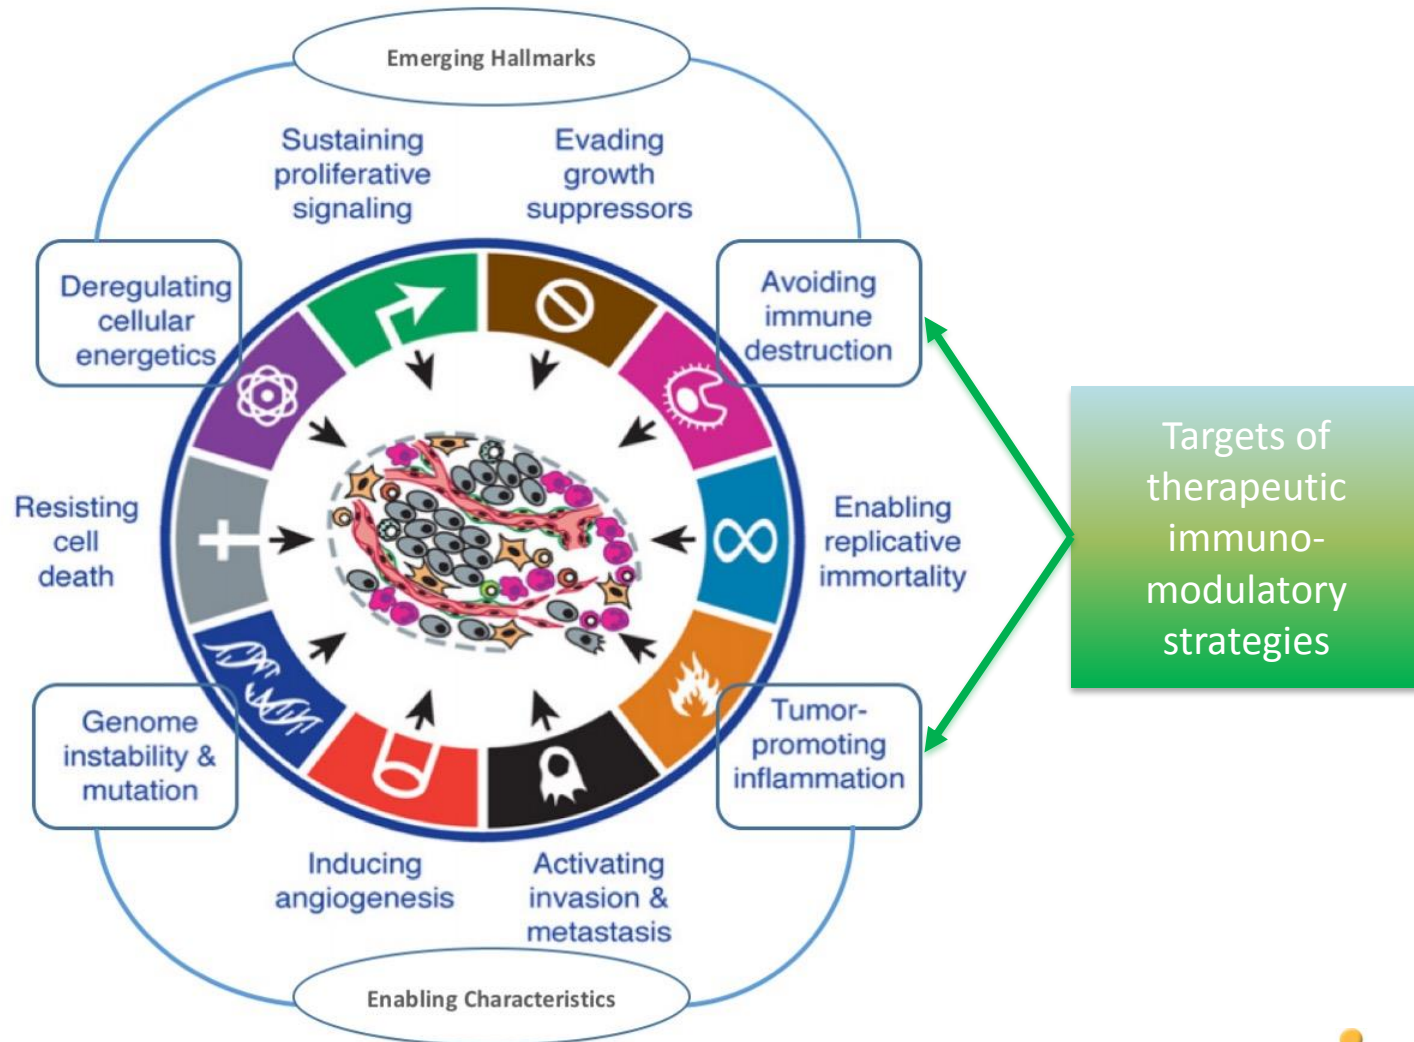 Emerging Hallmarks
Sustaining
proliferative
signaling
Evading
growth
suppressors
Deregulating
cellular
energetics
Avoiding
immune
destruction
Targets of
therapeutic
immuno-
modulatory
strategies
Resisting
cell
death
Enabling
replicative
immortality
Genome
instability &
mutation
Tumor-
promoting
inflammation
Inducing
angiogenesis
Activating
invasion &
metastasis
Enabling Characteristics